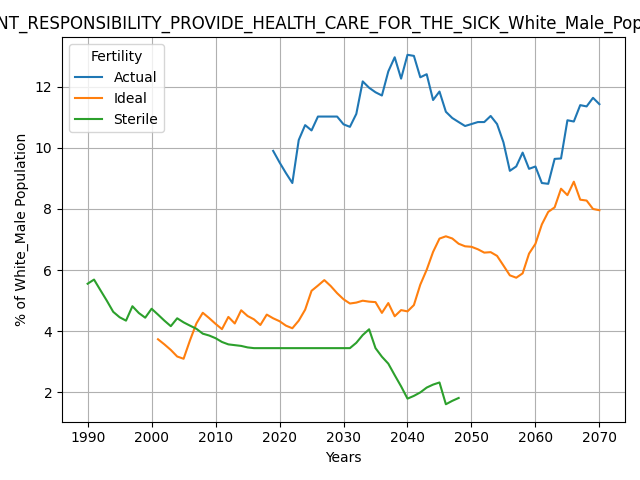 NT_RESPONSIBILITY_PROVIDE_HEALTH_CARE_FOR_THE_SICK_White_Male_Pop
Fertility
Actual
Ideal
Sterile
% of White_Male Population
12
10
8
6
4
2
1990 2000 2010 2020 2030 2040 2050 2060 2070
Years